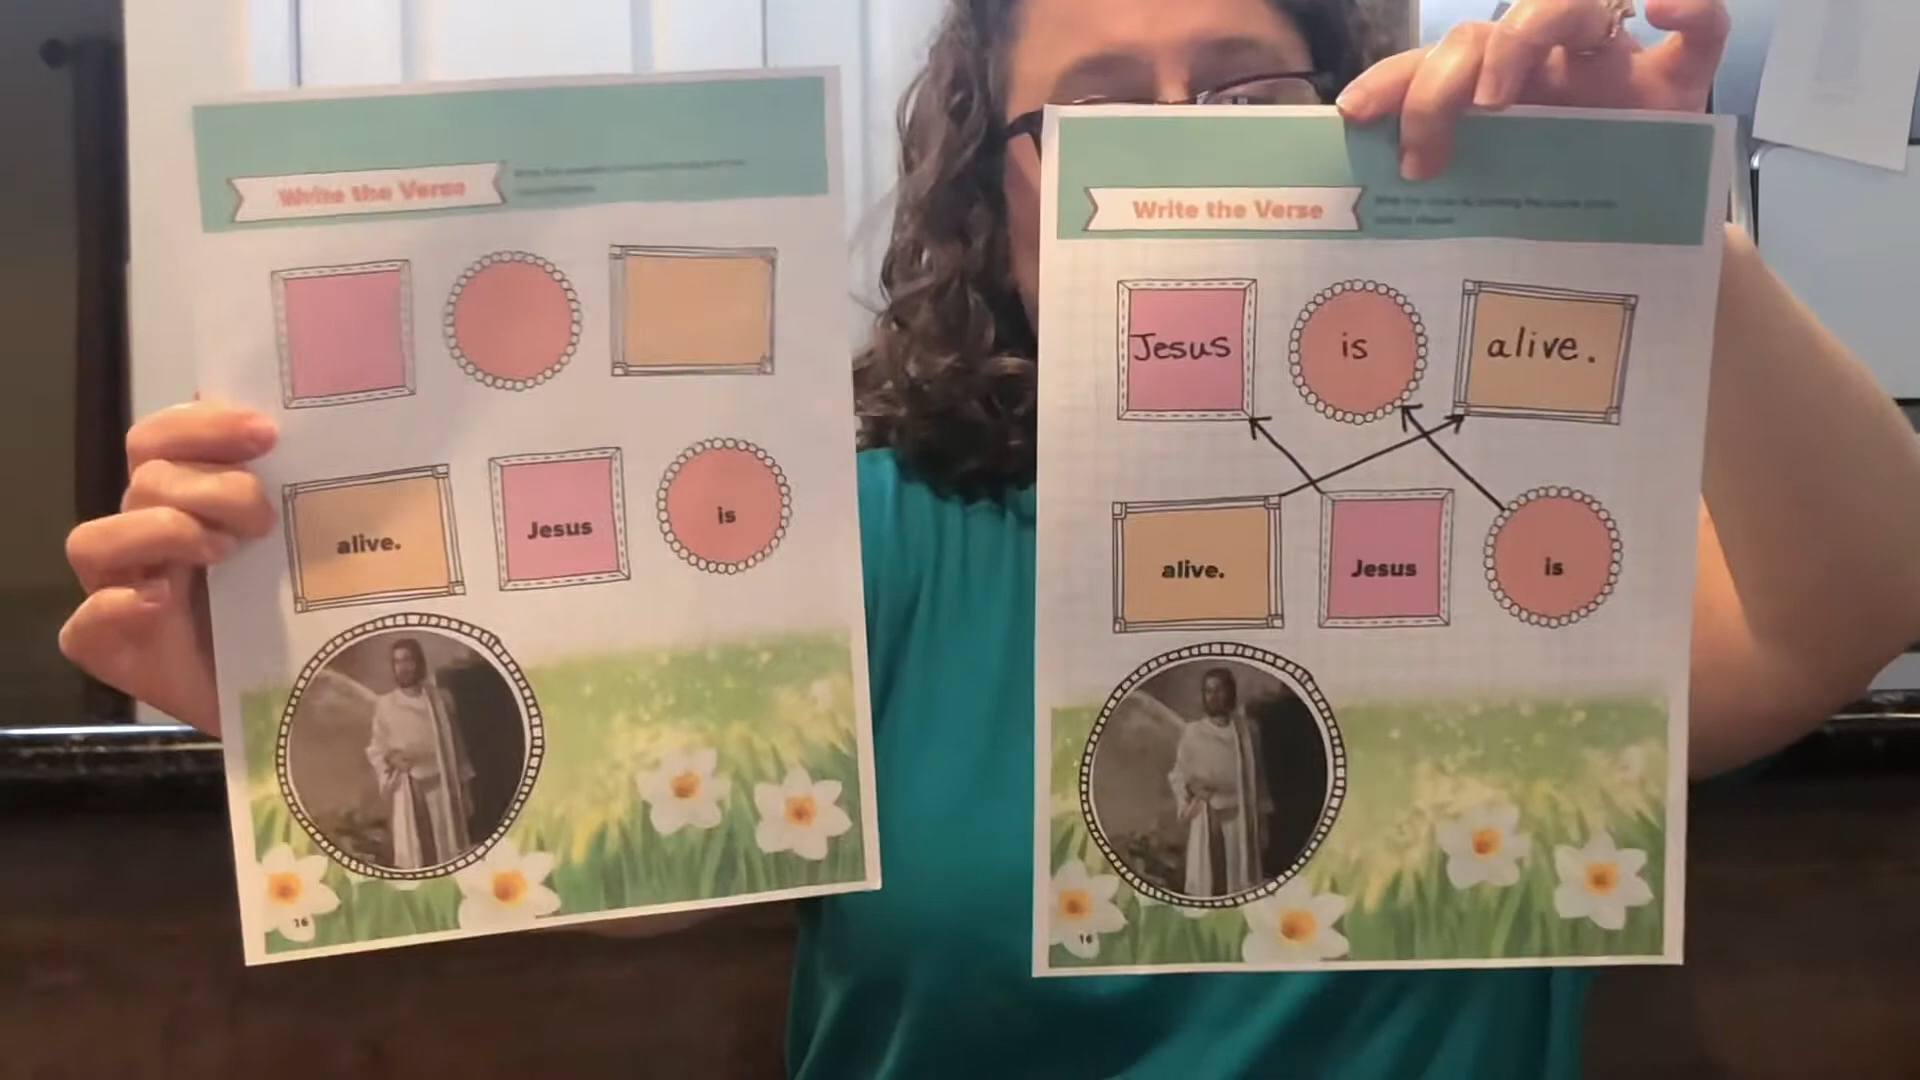 Write the Verse
alive. Jesus is
16
Write the Verse
Jesus is alive.
alive. Jesus is
16